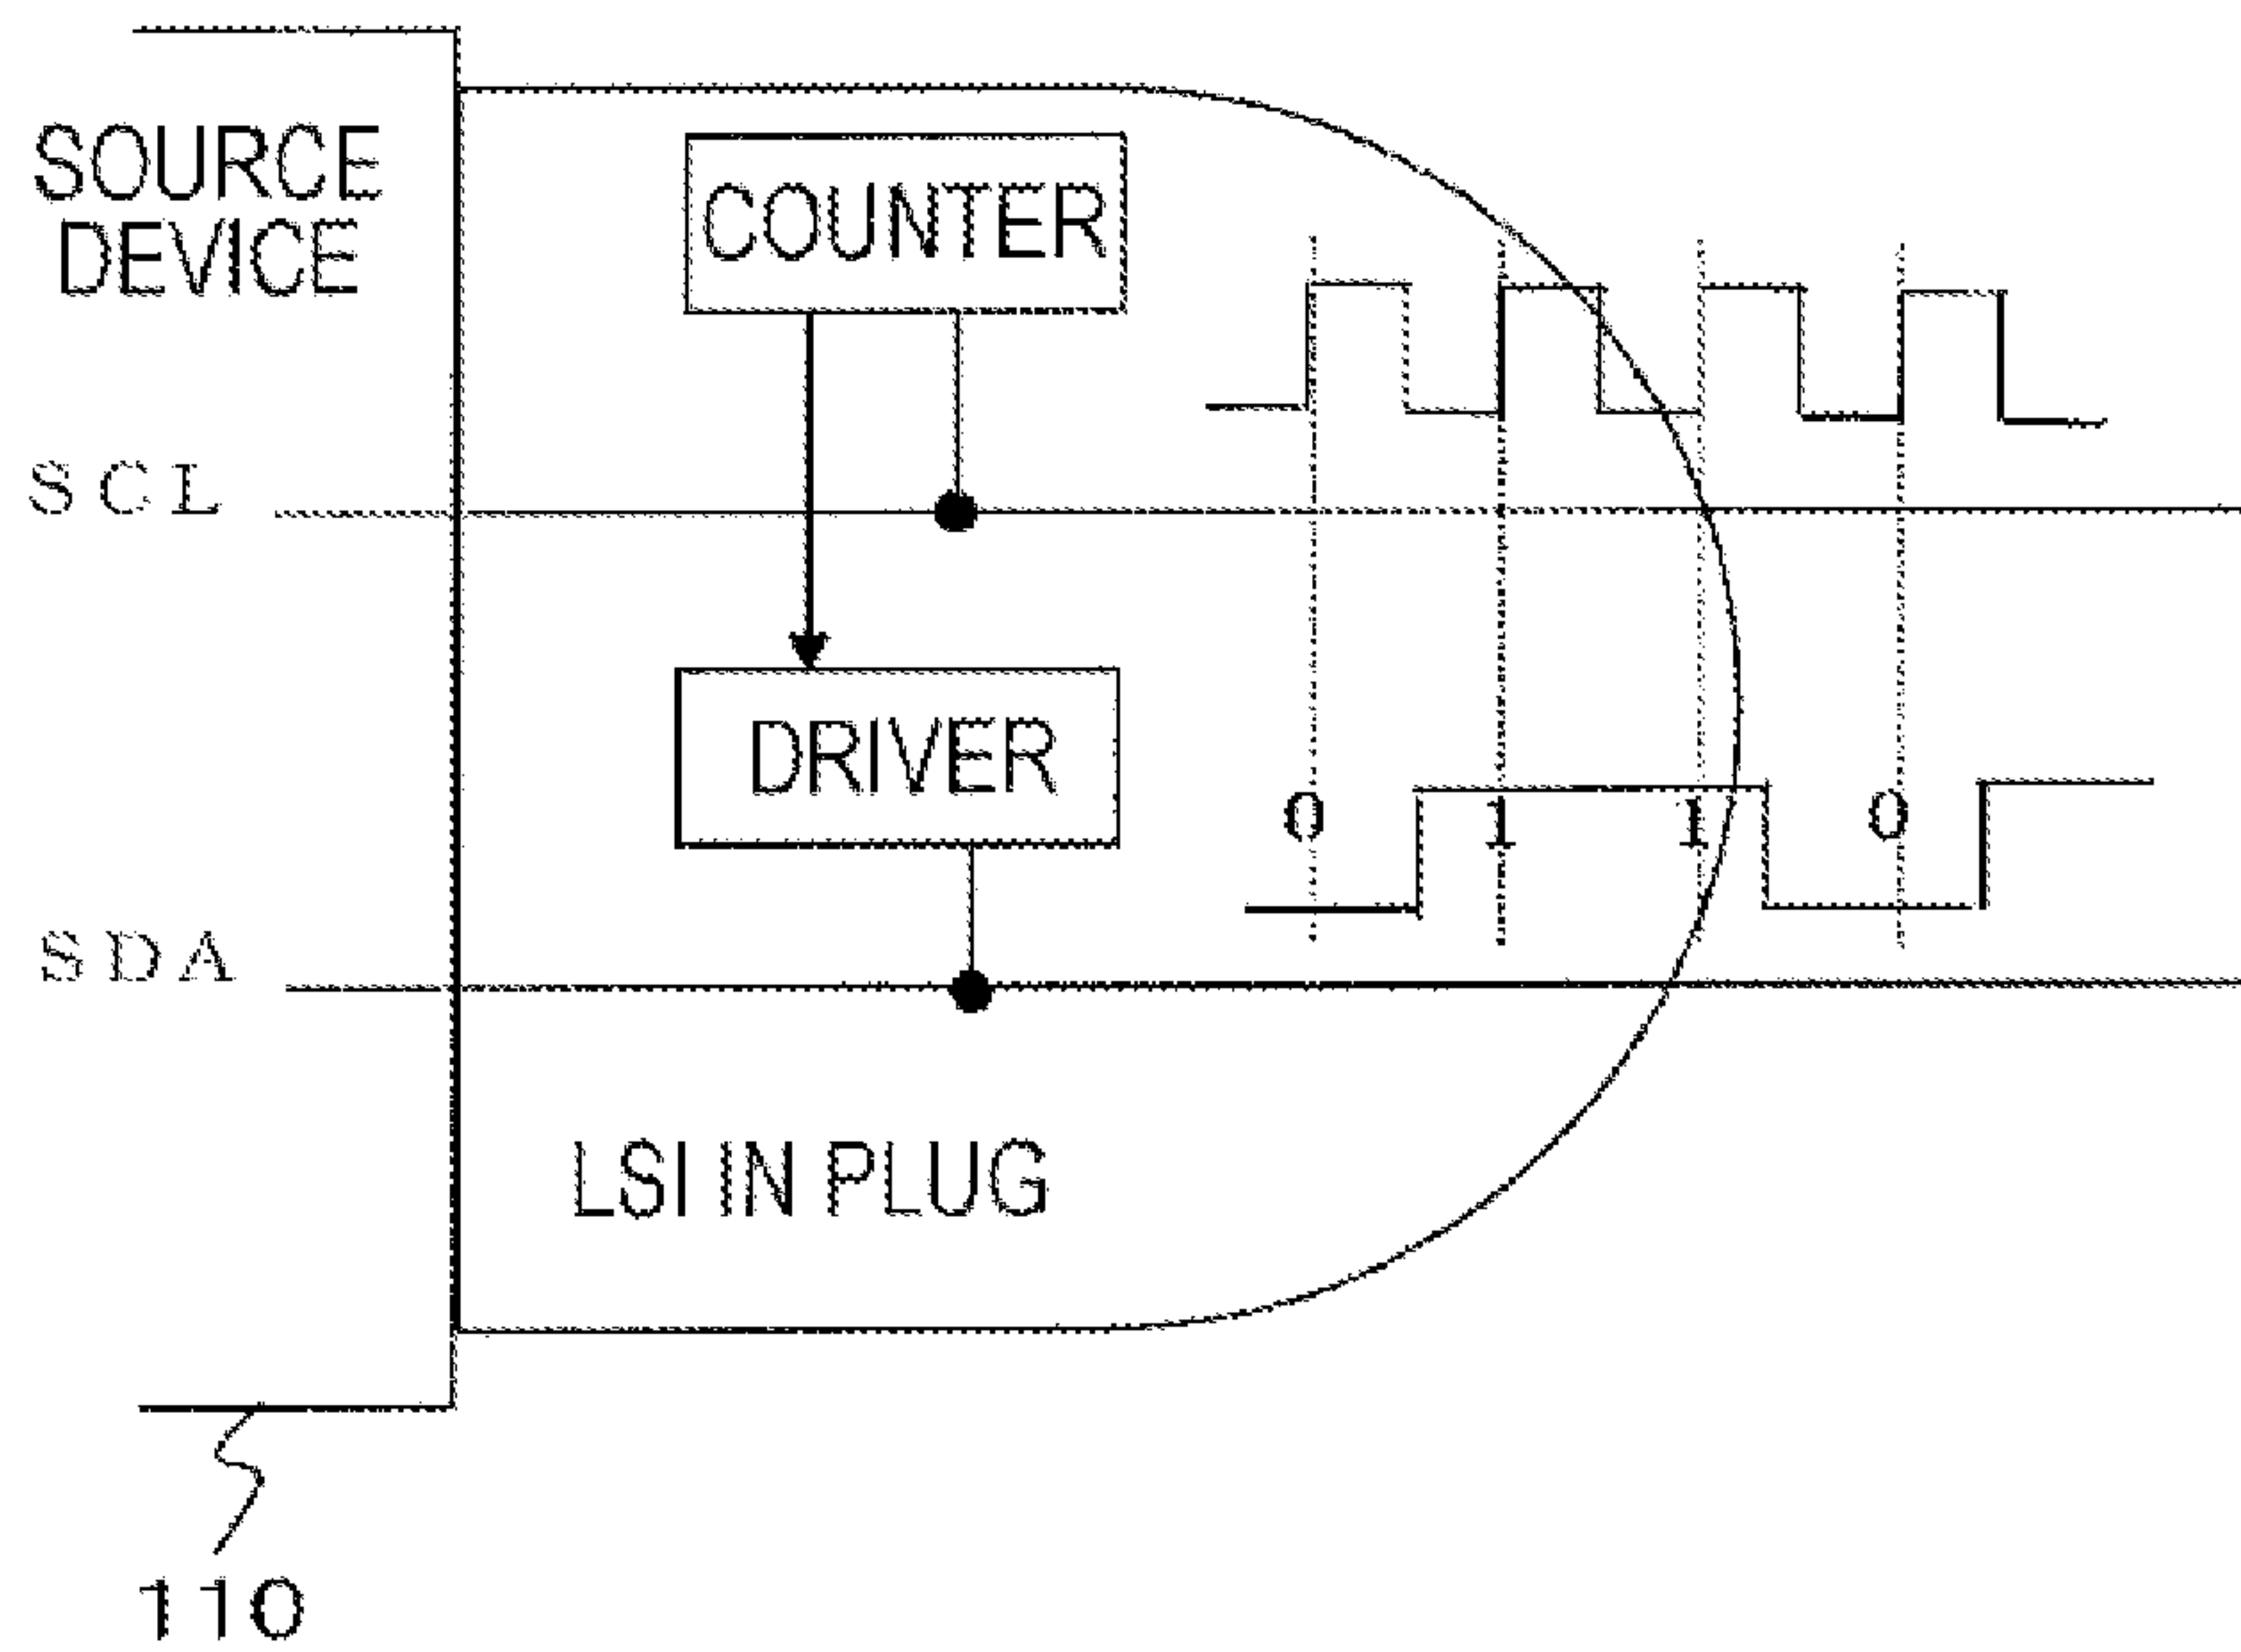 SOURCE
DEVICE
COUNTER
SCL
DRIVER
0 1 1 0
SDA
LSI IN PLUG
110